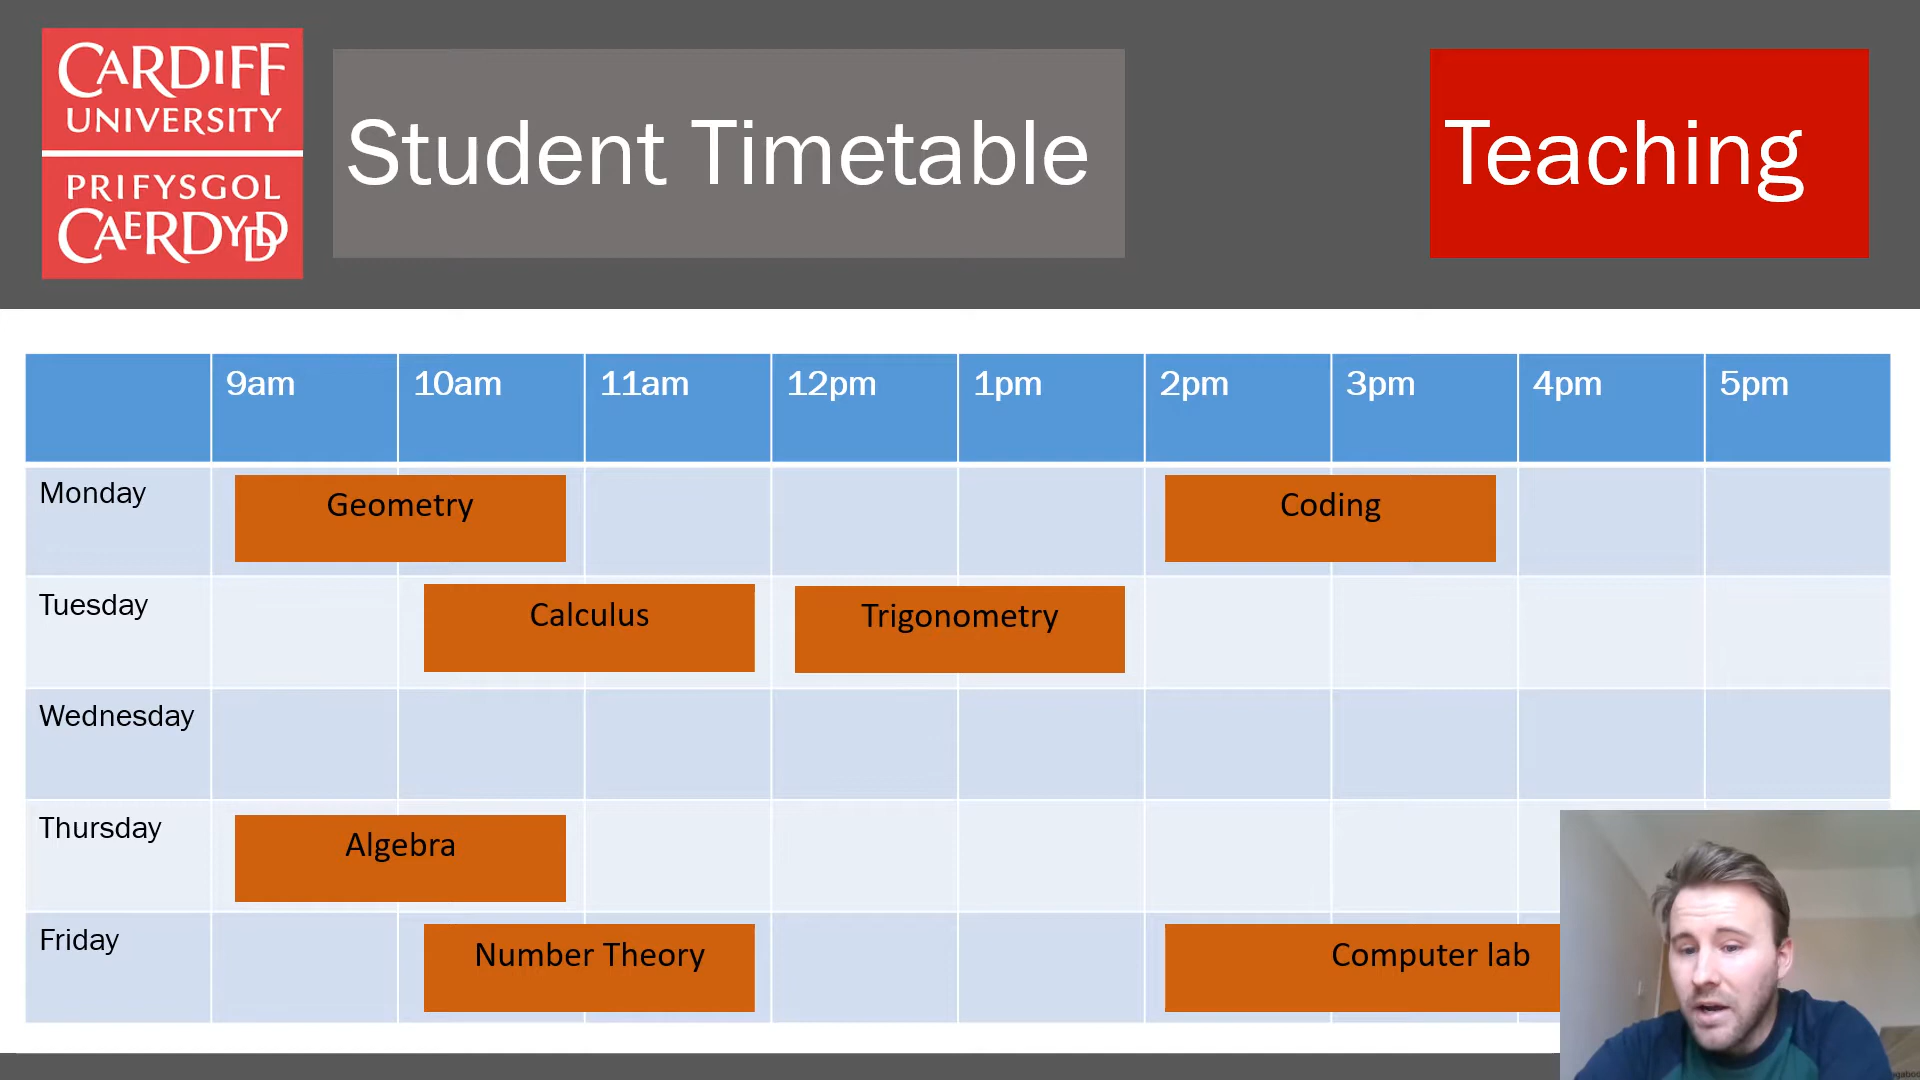 CARDIFF
UNIVERSITY
PRIFYSGOL
CAERDYDD
Student Timetable
Teaching
9am 10am 11am 12pm 1pm 2pm 3pm 4pm 5pm
Monday Geometry Coding
Tuesday Calculus Trigonometry
Wednesday
Thursday Algebra
Friday Number Theory Computer lab